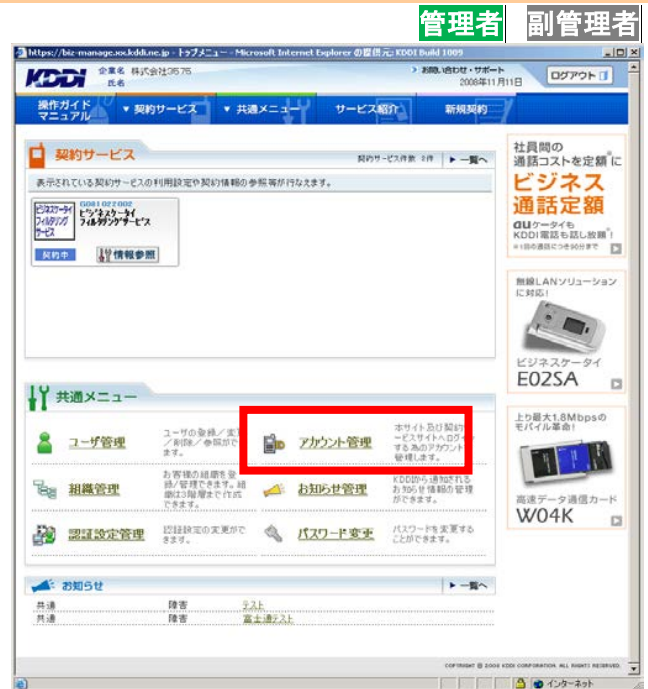 管理者 副管理者
https://biz-manage.xxx.kddi.ne.jp - トップメニュー - Microsoft Internet Explorer の提供元: KDDI Build 1009
KDDI
企業名 株式会社3575
氏名
お問い合わせ・サポート
2008年11月11日
ログアウト
操作ガイド
マニュアル
▼ 契約サービス
▼ 共通メニュー
サービス紹介
新規契約
契約サービス
契約サービス件数 2件
▶ 一覧へ
表示されている契約サービスの利用設定や契約情報の参照等が行なえます。
ビジネスケータイ
フィルタリング
サービス
G081022002
ビジネスケータイ
フィルタリングサービス
契約中
情報参照
共通メニュー
ユーザ管理
ユーザの登録/変更
/削除/参照がで
ます。
アカウント管理
本サイト及び契約
ービスサイトへログイ
する為のアカウント
管理します。
組織管理
お客様の組織を登
録/管理できます。組
織は3階層まで作成
できます。
お知らせ管理
KDDIから通知される
お知らせ情報の管理
ができます。
認証設定管理
認証設定の変更がで
きます。
パスワード変更
パスワードを変更する
ことができます。
お知らせ
▶ 一覧へ
共通 障害 テスト
共通 障害 富士通テスト
社員間の
通話コストを定額に
ビジネス
通話定額
auケータイも
KDDI電話も話し放題!
※1回の通話につき90分まで
無線LANソリューション
に対応!
ビジネスケータイ
E02SA
上り最大1.8Mbpsの
モバイル革命!
高速データ通信カード
W04K
COPYRIGHT © 2008 KDDI CORPORATION, ALL RIGHTS RESERVED.
インターネット